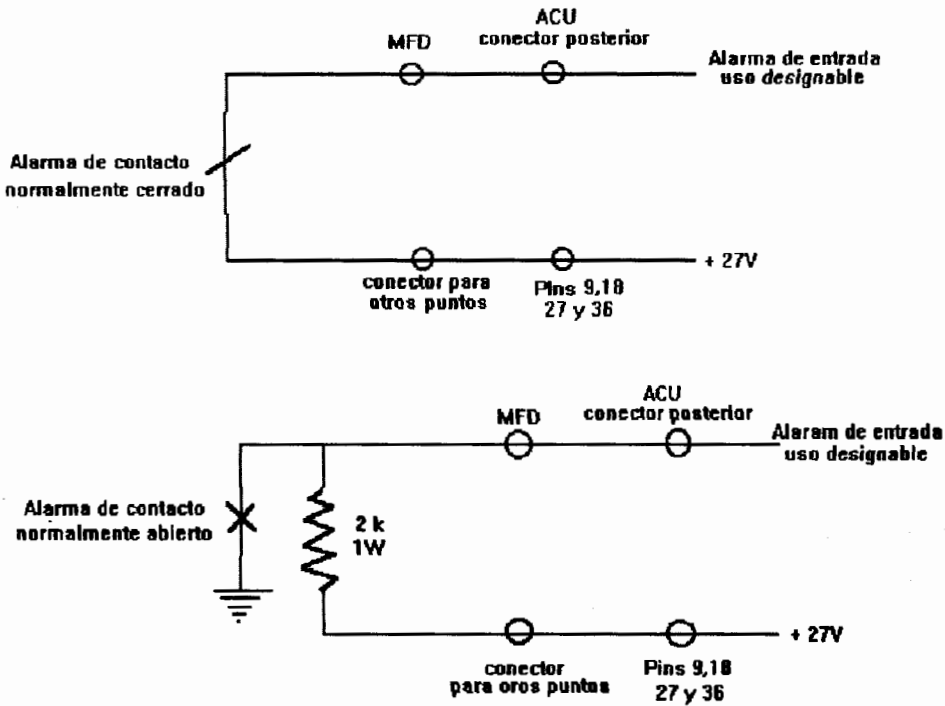 MFD
ACU
conector posterior
Alarma de entrada
uso designable
Alarma de contacto
normalmente cerrado
+ 27V
conector para
otros puntos
Pins 9,18
27 y 36
MFD
ACU
conector posterior
Alaram de entrada
uso designable
Alarma de contacto
normalmente abierto
2 k
1W
+ 27V
conector
para oros puntos
Pins 9,18
27 y 36